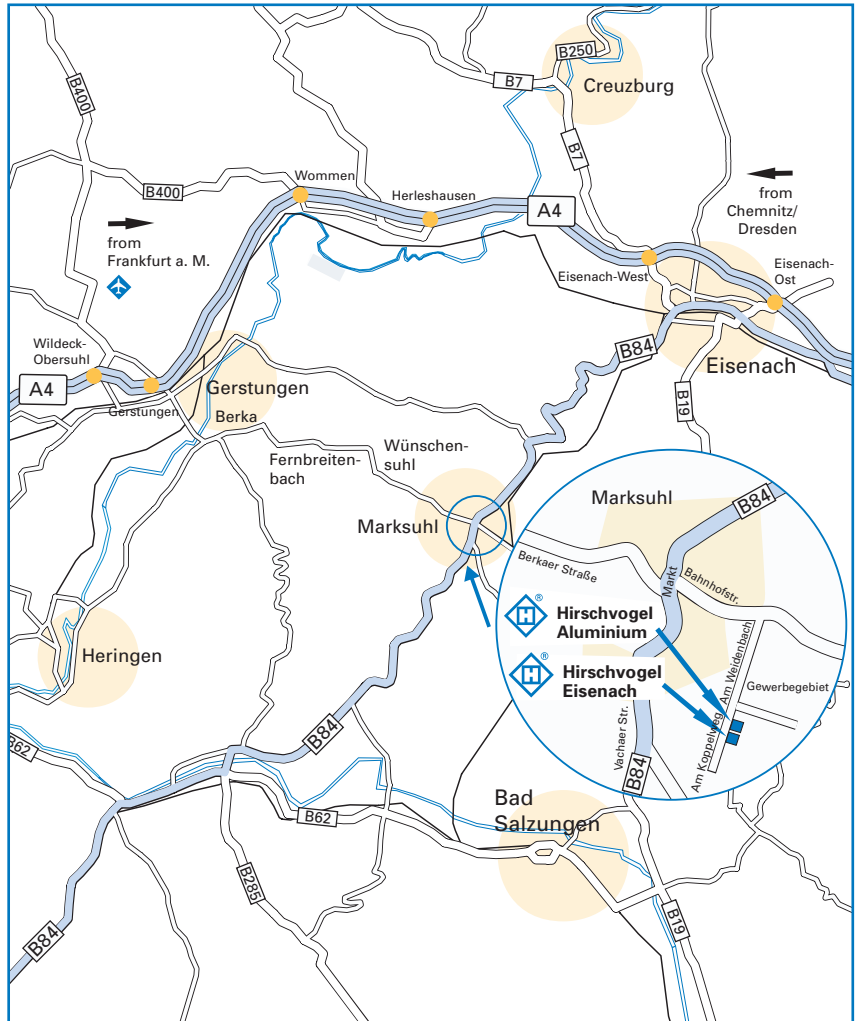 B250
B7
Creuzburg
B400
B7
B400
Wommen
Herleshausen
A4
from
Chemnitz/
Dresden
from
Frankfurt a. M.
Eisenach-West
Eisenach-
Ost
Wildeck-
Obersuhl
A4
Gerstungen
Gerstungen
Berka
B84
Eisenach
B19
Fernbreiten-
bach
Wünschen-
suhl
Marksuhl
Marksuhl
B84
Berkaer Straße
Markt
Bahnhofstr.
®
Hirschvogel
Aluminium
®
Hirschvogel
Eisenach
Am Weidenbach
Gewerbegebiet
Am Koppelweg
Vachaer Str.
B84
Heringen
B62
B84
B62
Bad
Salzungen
B285
B84
B19